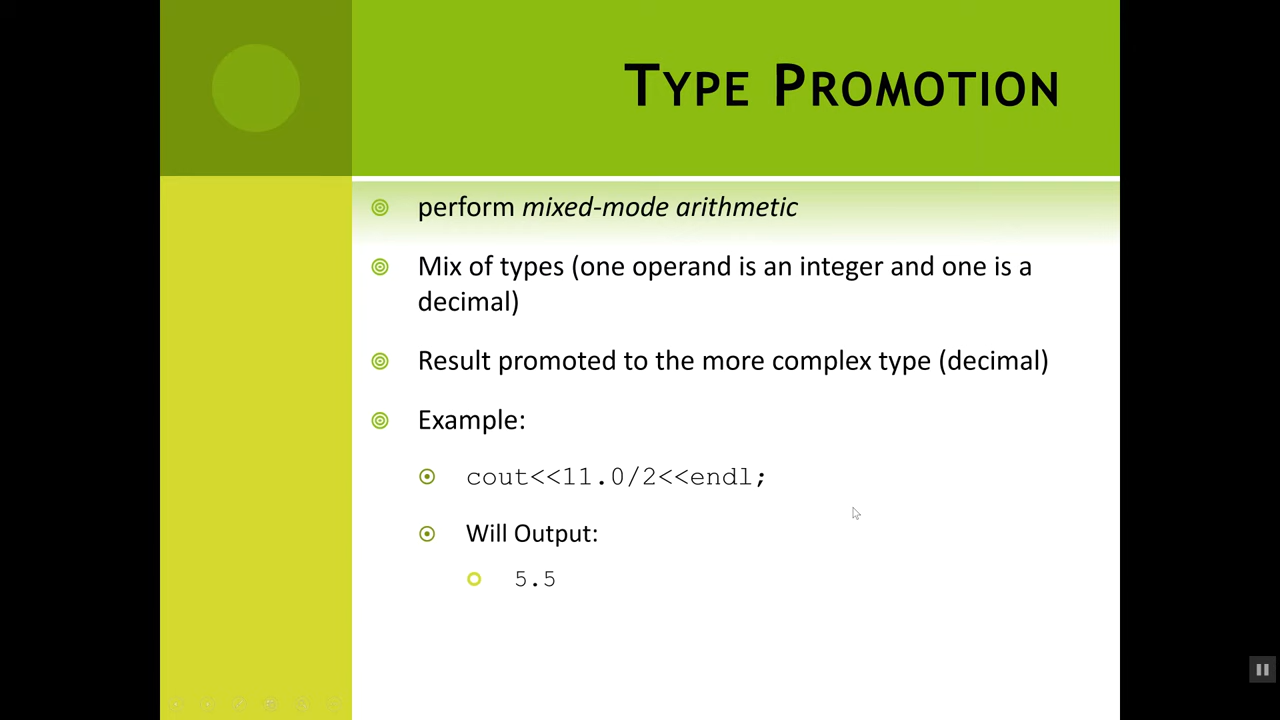 TYPE PROMOTION
perform mixed-mode arithmetic
Mix of types (one operand is an integer and one is a
decimal)
Result promoted to the more complex type (decimal)
Example:
cout<<11.0/2<<endl;
Will Output:
5.5